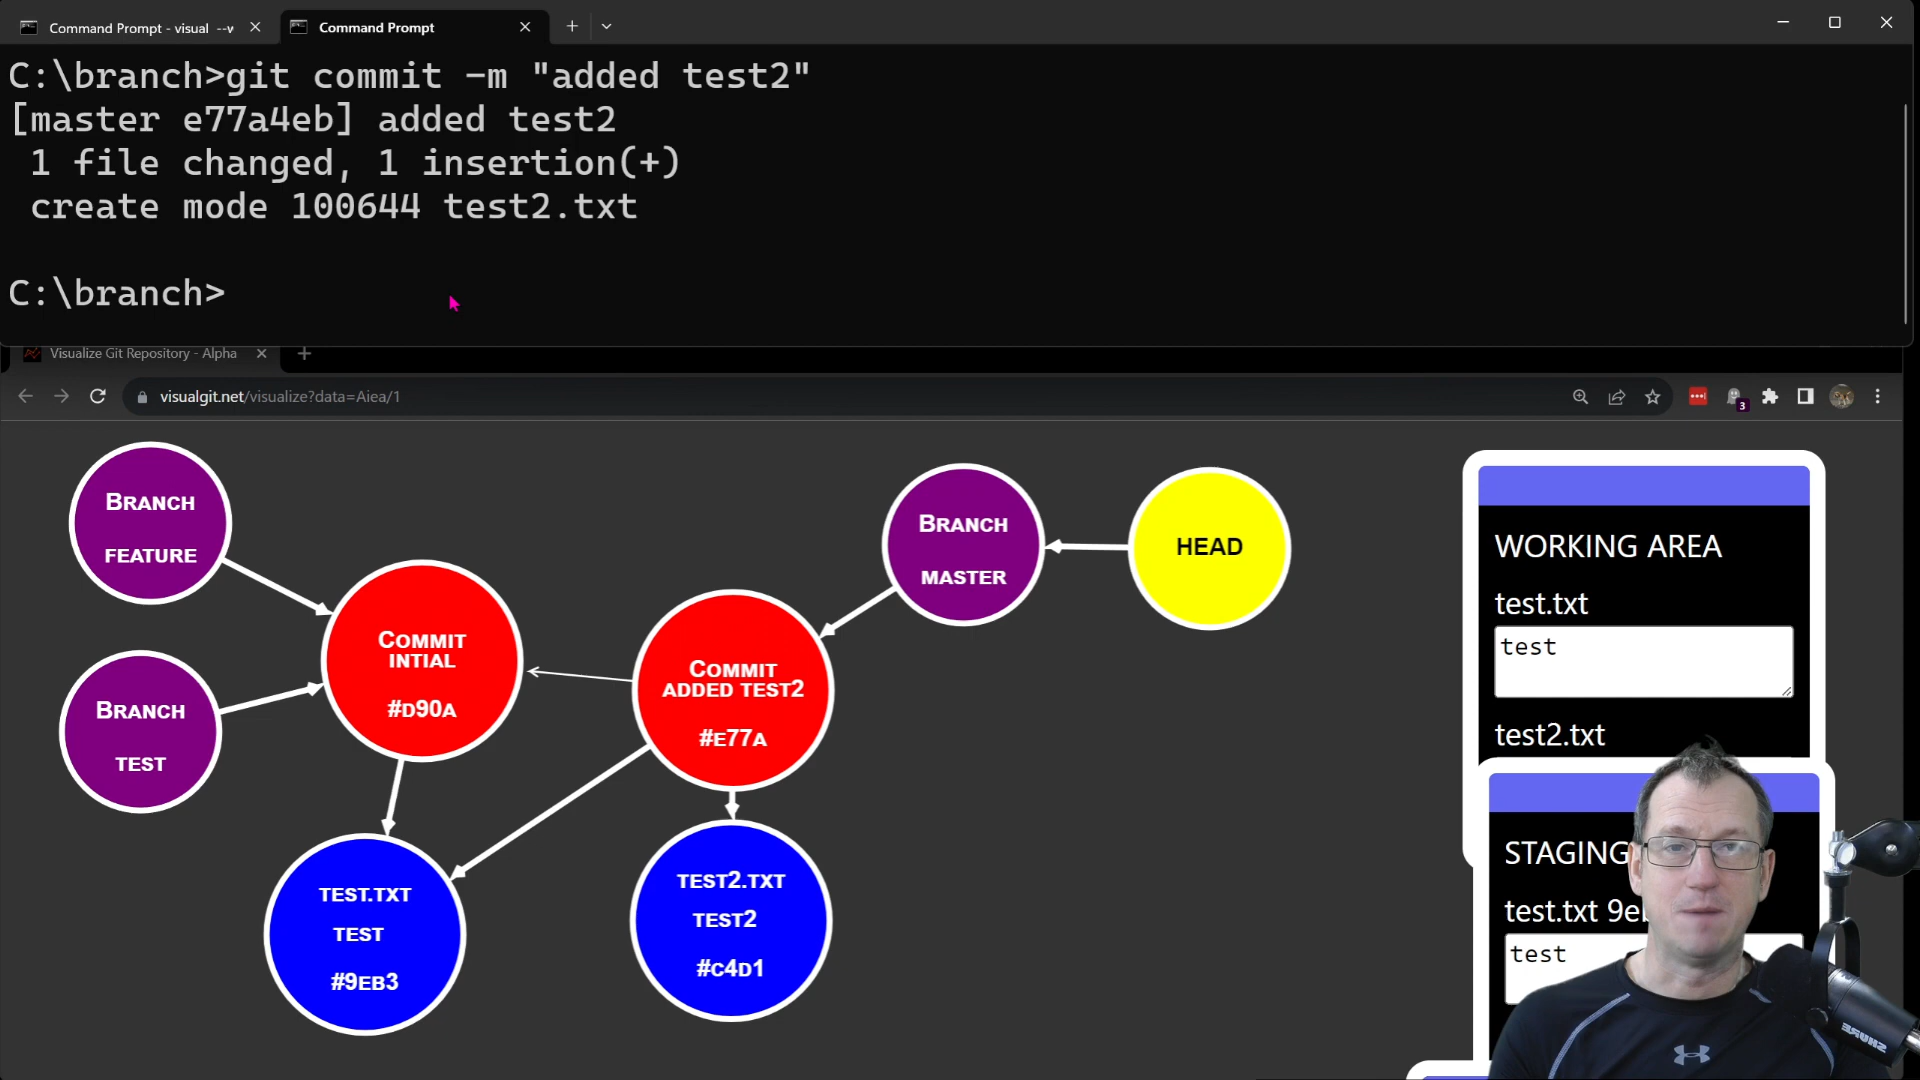 Command Prompt - visual --w
Command Prompt
C:\branch>git commit -m "added test2"
[master e77a4eb] added test2
1 file changed, 1 insertion(+)
create mode 100644 test2.txt
C:\branch>
Visualize Git Repository - Alpha
visualgit.net/visualize?data=Aiea/1
3
BRANCH
FEATURE
BRANCH
TEST
COMMIT
INTIAL
#D90A
COMMIT
ADDED TEST2
#E77A
BRANCH
MASTER
HEAD
TEST.TXT
TEST
#9EB3
TEST2.TXT
TEST2
#C4D1
WORKING AREA
test.txt
test
test2.txt
STAGING
test.txt 9eb
test
SHURE